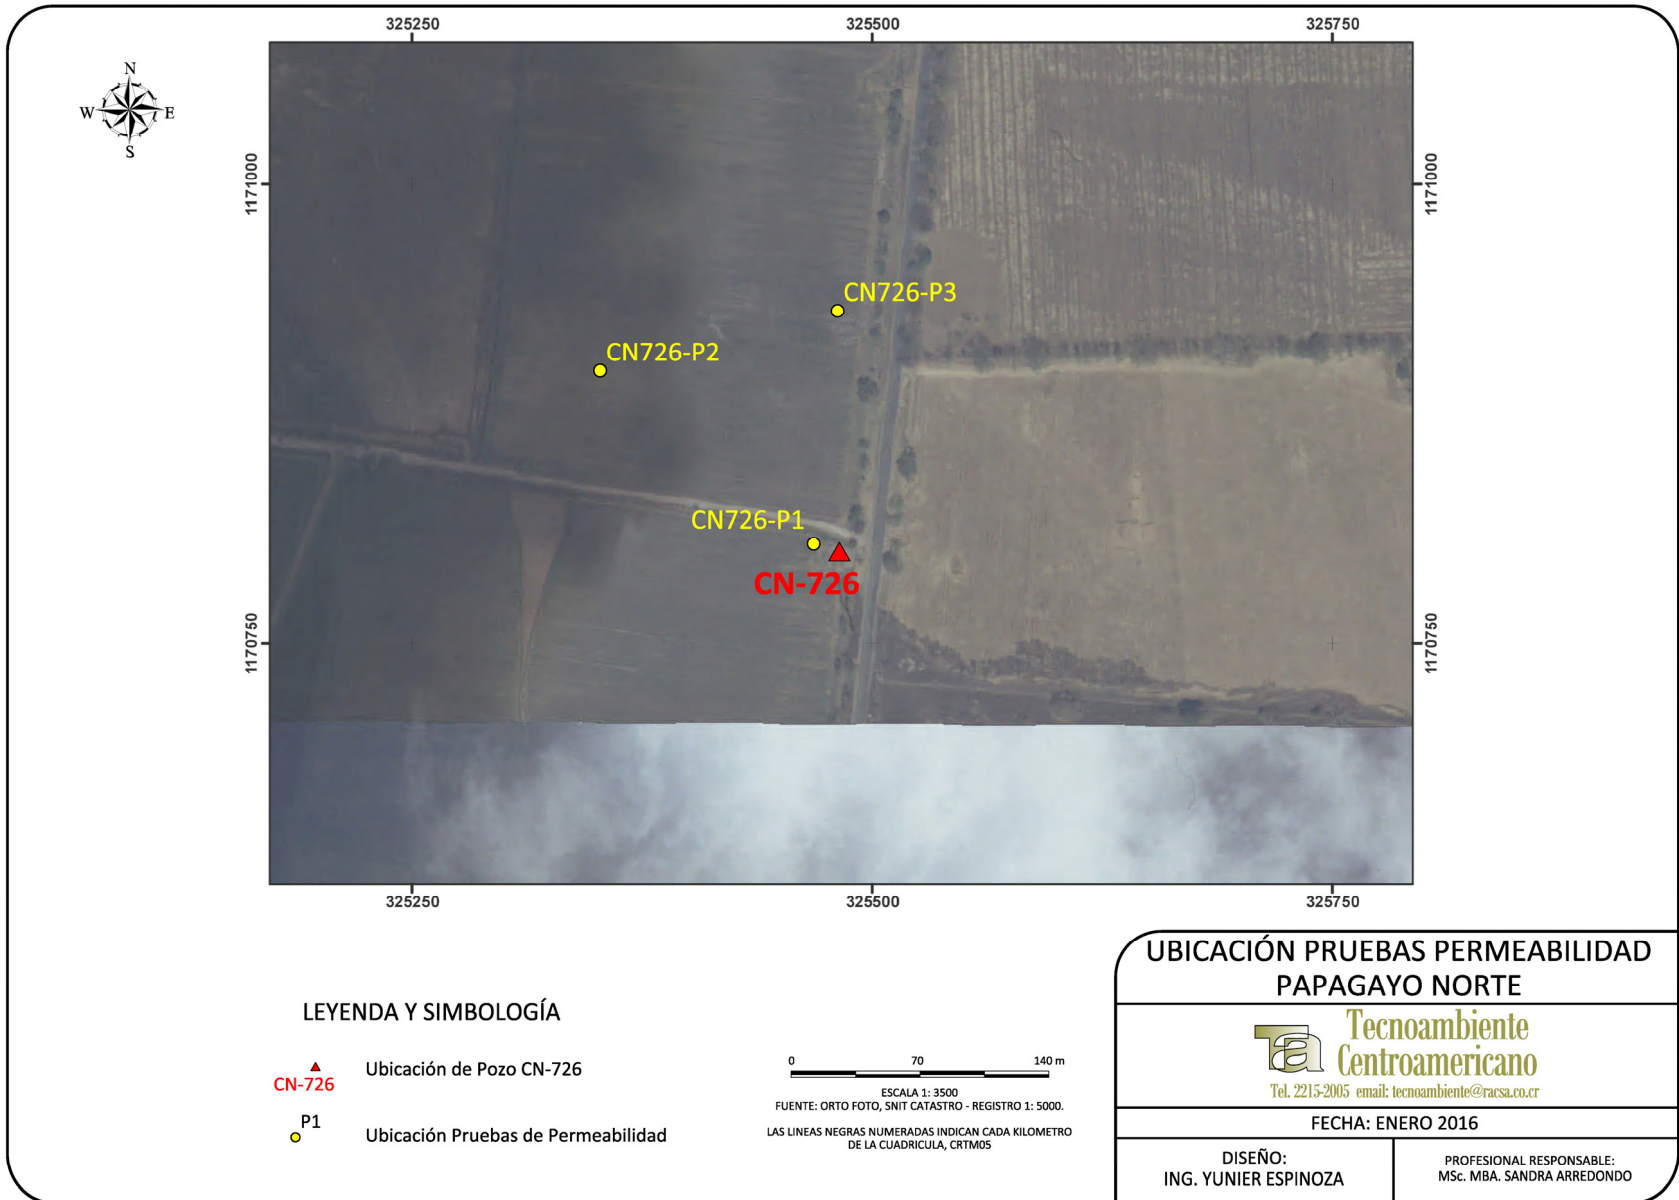 325250
325500
325750
N
W
E
S
1171000
1171000
CN726-P3
CN726-P2
CN726-P1
CN-726
1170750
1170750
325250
325500
325750
LEYENDA Y SIMBOLOGÍA
CN-726
Ubicación de Pozo CN-726
P1
Ubicación Pruebas de Permeabilidad
0 70 140 m
ESCALA 1: 3500
FUENTE: ORTO FOTO, SNIT CATASTRO - REGISTRO 1: 5000.
LAS LINEAS NEGRAS NUMERADAS INDICAN CADA KILOMETRO
DE LA CUADRICULA, CRTM05
UBICACIÓN PRUEBAS PERMEABILIDAD
PAPAGAYO NORTE
Ta
Tecnoambiente
Centroamericano
Tel. 2215-2005 email: tecnoambiente@racsa.co.cr
FECHA: ENERO 2016
DISEÑO:
ING. YUNIER ESPINOZA
PROFESIONAL RESPONSABLE:
MSc. MBA. SANDRA ARREDONDO